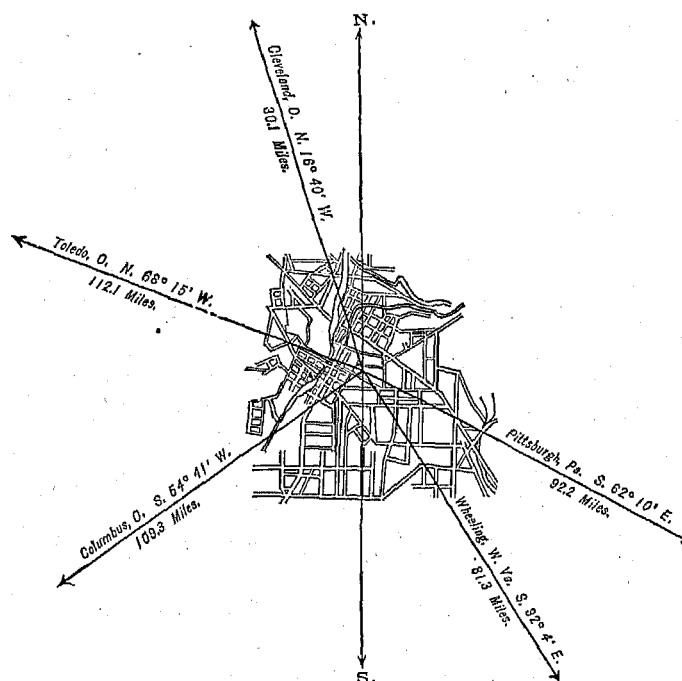 N.
Cleveland, O. N. 16° 40' W.
30.1 Miles.
Toledo, O. N. 68° 15' W.
112.1 Miles.
Pittsburgh, Pa. S. 62° 10' E.
92.2 Miles.
Columbus, O. S. 54° 41' W.
109.3 Miles.
Wheeling, W. Va. S. 32° 4' E.
81.3 Miles.
S.